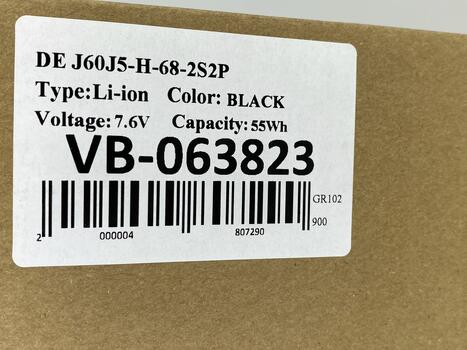 DE J60J5-H-68-2S2P
Type:Li-ion Color: BLACK
Voltage: 7.6V Capacity: 55Wh
VB-063823
GR102
900
2 000004 807290